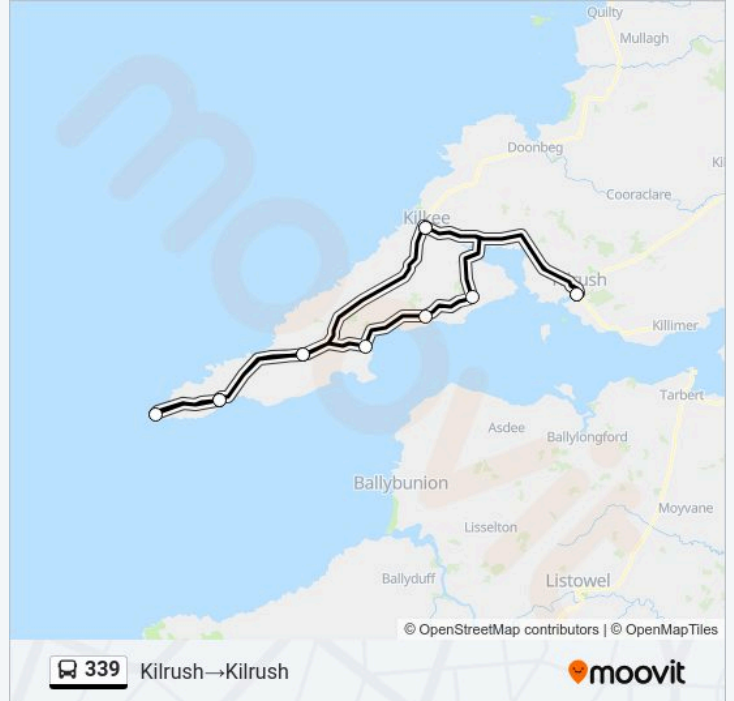 Quilty
Mullagh
Doonbeg
Cooraclare
Kilkee
Killimer
Tarbert
Asdee
Ballylongford
Ballybunion
Moyvane
Lisselton
Ballyduff
Listowel
© OpenStreetMap contributors | © OpenMapTiles
339 Kilrush→Kilrush
moovit